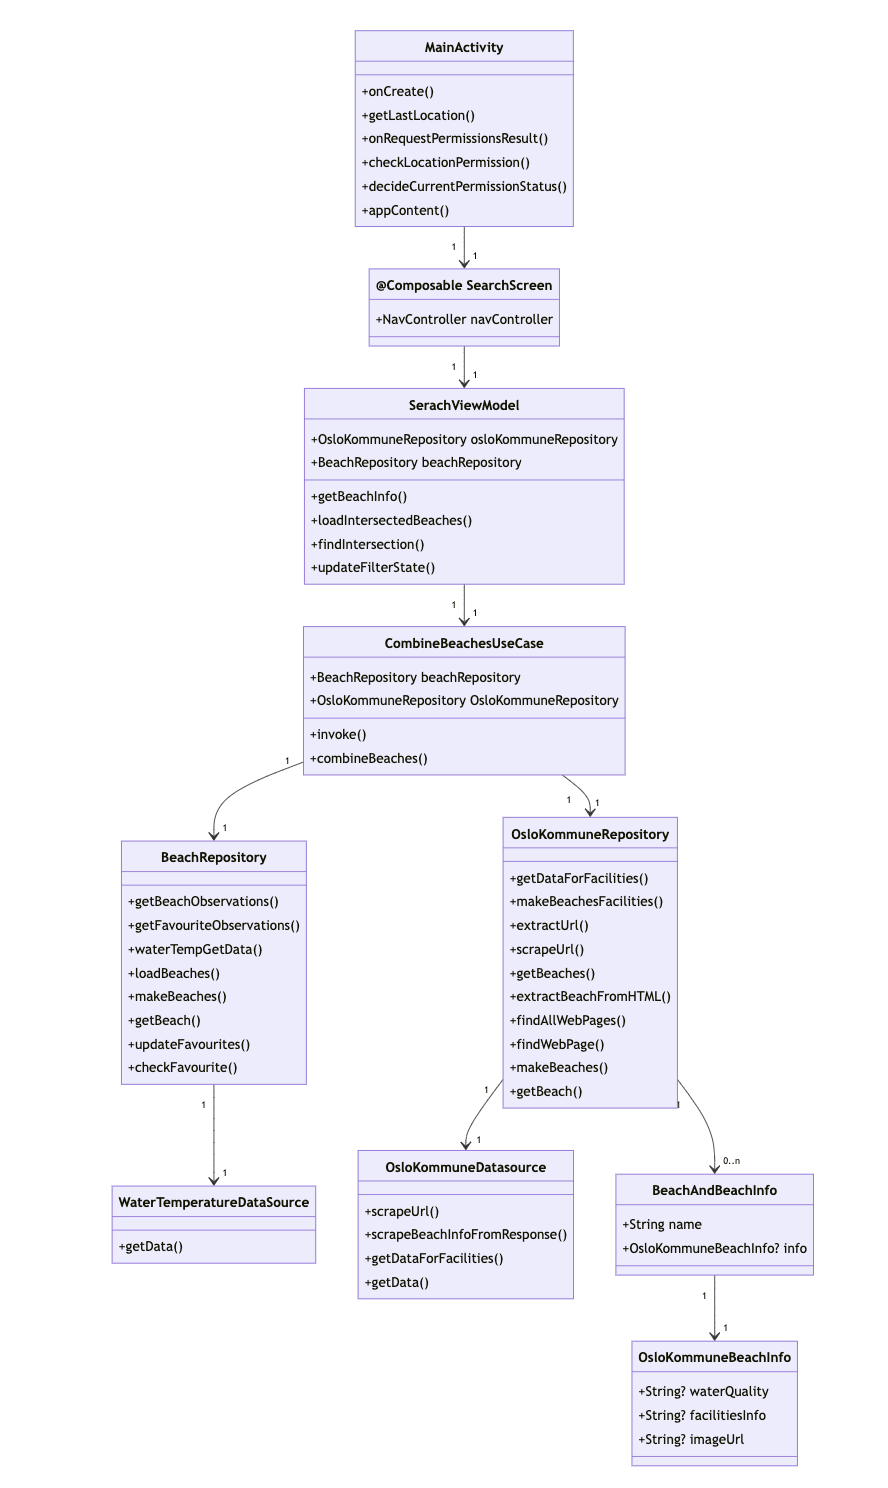 MainActivity
+onCreate()
+getLastLocation()
+onRequestPermissionsResult()
+checkLocationPermission()
+decideCurrentPermissionStatus()
+appContent()
1
1
@Composable SearchScreen
+NavController navController
1
1
SerachViewModel
+OsloKommuneRepository osloKommuneRepository
+BeachRepository beachRepository
+getBeachInfo()
+loadIntersectedBeaches()
+findIntersection()
+updateFilterState()
1
1
CombineBeachesUseCase
+BeachRepository beachRepository
+OsloKommuneRepository OsloKommuneRepository
+invoke()
+combineBeaches()
1
1
1
1
BeachRepository
+getBeachObservations()
+getFavouriteObservations()
+waterTempGetData()
+loadBeaches()
+makeBeaches()
+getBeach()
+updateFavourites()
+checkFavourite()
OsloKommuneRepository
+getDataForFacilities()
+makeBeachesFacilities()
+extractUrl()
+scrapeUrl()
+getBeaches()
+extractBeachFromHTML()
+findAllWebPages()
+findWebPage()
+makeBeaches()
+getBeach()
1
1
1
1
1
0..n
WaterTemperatureDataSource
+getData()
OsloKommuneDatasource
+scrapeUrl()
+scrapeBeachInfoFromResponse()
+getDataForFacilities()
+getData()
BeachAndBeachInfo
+String name
+OsloKommuneBeachInfo? info
1
1
OsloKommuneBeachInfo
+String? waterQuality
+String? facilitiesInfo
+String? imageUrl